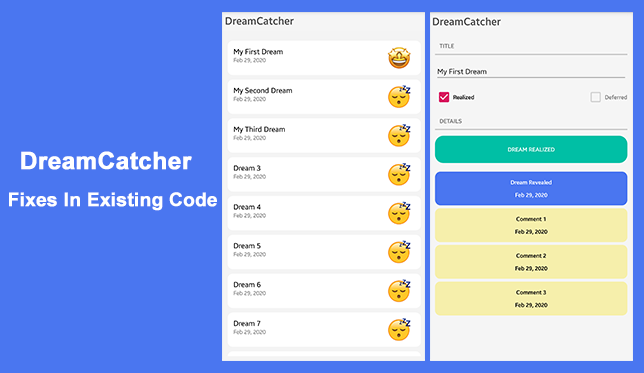 DreamCatcher
Fixes In Existing Code
DreamCatcher
My First Dream
Feb 29, 2020
My Second Dream
Feb 29, 2020
My Third Dream
Feb 29, 2020
Dream 3
Feb 29, 2020
Dream 4
Feb 29, 2020
Dream 5
Feb 29, 2020
Dream 6
Feb 29, 2020
Dream 7
Feb 29, 2020
DreamCatcher
TITLE
My First Dream
Realized Deferred
DETAILS
DREAM REALIZED
Dream Revealed
Feb 29, 2020
Comment 1
Feb 29, 2020
Comment 2
Feb 29, 2020
Comment 3
Feb 29, 2020